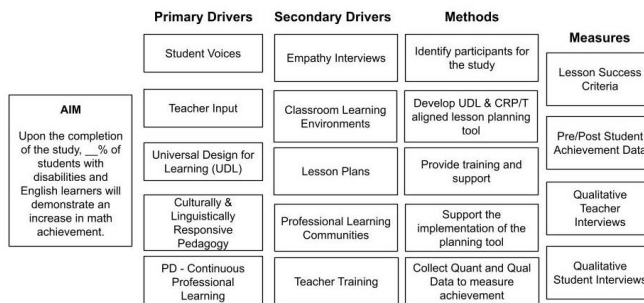 Primary Drivers
Secondary Drivers
Methods
Measures
AIM
Upon the completion
of the study, __% of
students with
disabilities and
English learners will
demonstrate an
increase in math
achievement.
Student Voices
Teacher Input
Universal Design for
Learning (UDL)
Culturally &
Linguistically
Responsive
Pedagogy
PD - Continuous
Professional
Learning
Empathy Interviews
Classroom Learning
Environments
Lesson Plans
Professional Learning
Communities
Teacher Training
Identify participants for
the study
Develop UDL & CRP/T
aligned lesson planning
tool
Provide training and
support
Support the
implementation of the
planning tool
Collect Quant and Qual
Data to measure
achievement
Lesson Success
Criteria
Pre/Post Student
Achievement Data
Qualitative
Teacher
Interviews
Qualitative
Student Interviews